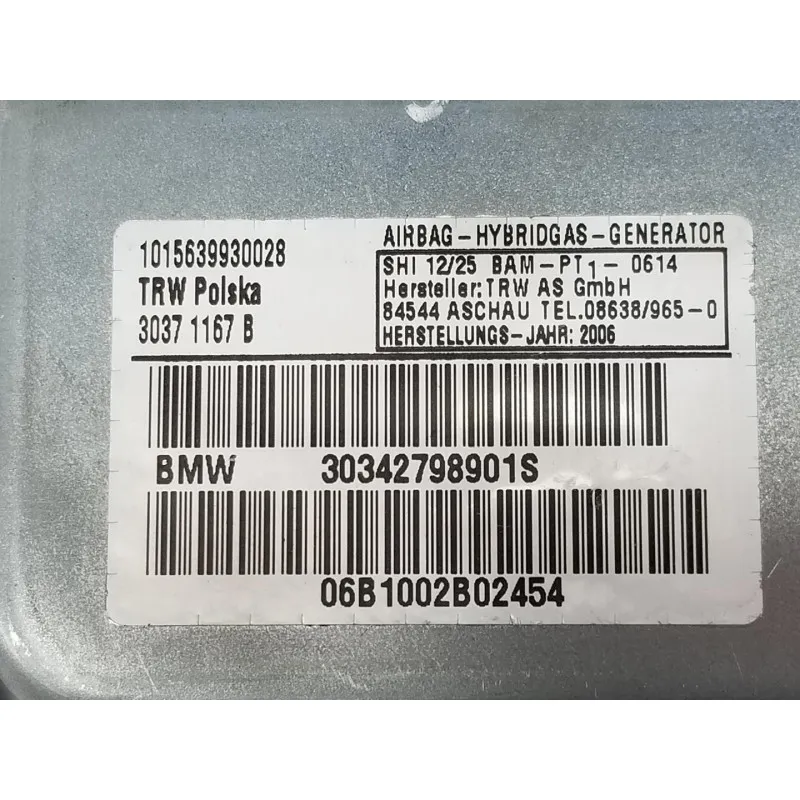 1015639930028
TRW Polska
3037 1167 B
AIRBAG-HYBRIDGAS-GENERATOR
SHI 12/25 BAM-PT1-0614
Hersteller:TRW AS GmbH
84544 ASCHAU TEL.08638/965-0
HERSTELLUNGS-JAHR: 2006
BMW 30342798901S
06B1002B02454